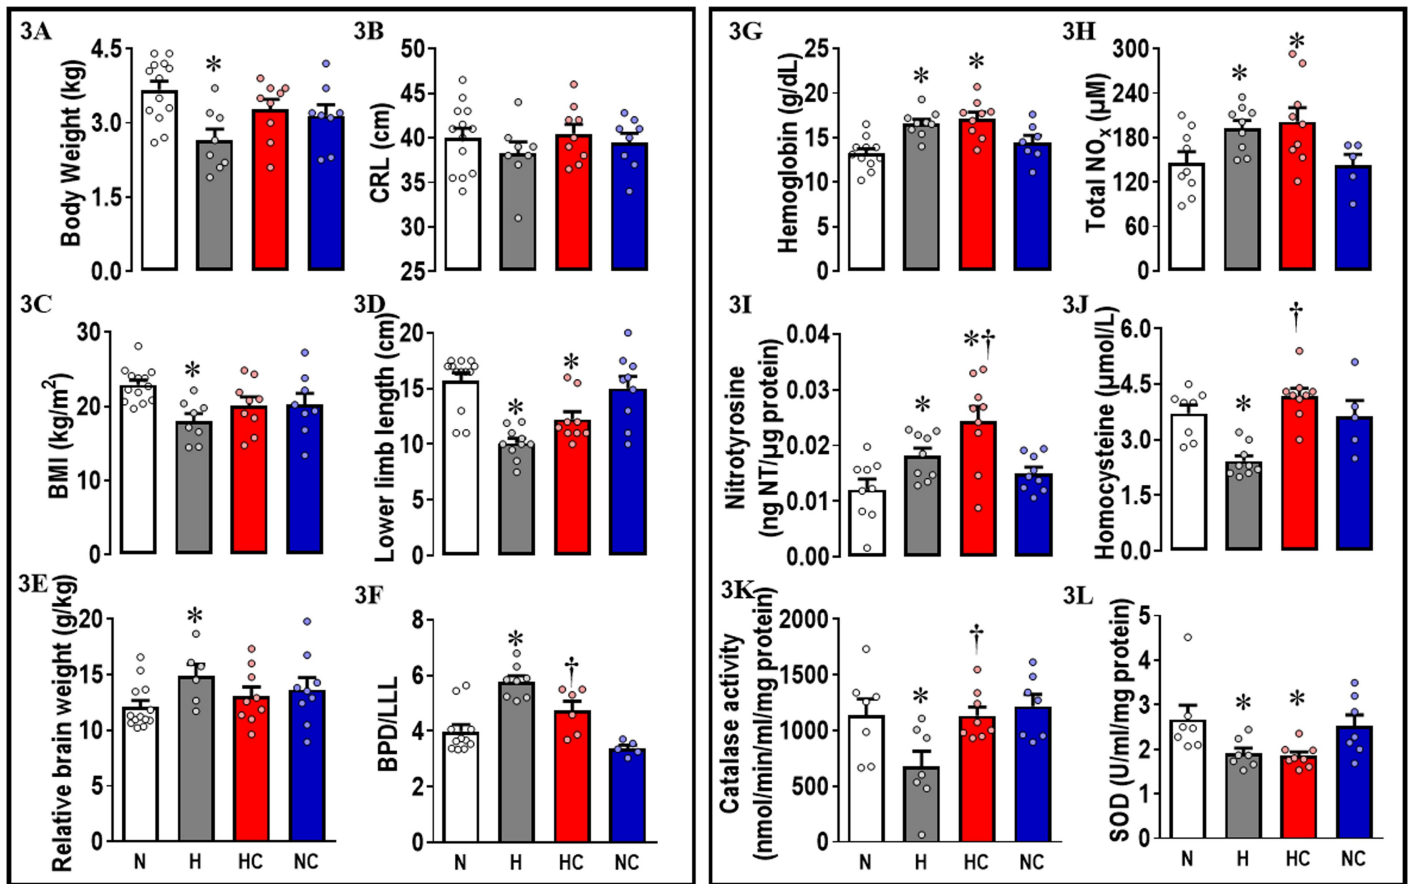 3A
Body Weight (kg)
4.5
3.0
1.5
0.0
*
3B
CRL (cm)
50
45
40
35
30
25
3C
BMI (kg/m²)
30
20
10
0
*
3D
Lower limb length (cm)
20
15
10
5
0
*
*
3E
Relative brain weight (g/kg)
20
15
10
5
0
*
N H HC NC
3F
BPD/LLL
8
6
4
2
0
*
†
N H HC NC
3G
Hemoglobin (g/dL)
25
20
15
10
5
0
*
*
3H
Total NOₓ (µM)
300
240
180
120
60
0
*
*
3I
Nitrotyrosine
(ng NT/µg protein)
0.04
0.03
0.02
0.01
0.00
*
*†
3J
Homocysteine (µmol/L)
6.0
4.5
3.0
1.5
0.0
*
†
3K
Catalase activity
(nmol/min/ml/mg protein)
2000
1500
1000
500
0
*
†
N H HC NC
3L
SOD (U/ml/mg protein)
5
4
3
2
1
0
*
*
N H HC NC